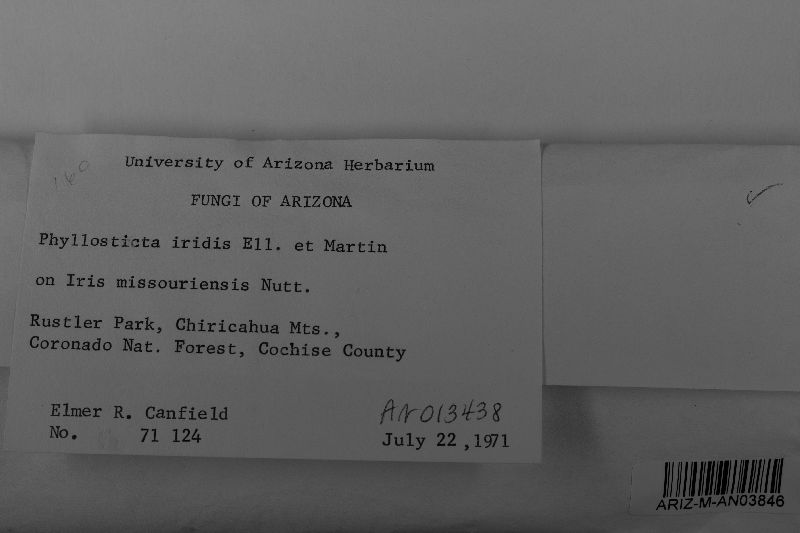 160
University of Arizona Herbarium
FUNGI OF ARIZONA
Phyllosticta iridis Ell. et Martin
on Iris missouriensis Nutt.
Rustler Park, Chiricahua Mts.,
Coronado Nat. Forest, Cochise County
Elmer R. Canfield
No. 71 124
AN013438
July 22 ,1971
ARIZ-M-AN03846